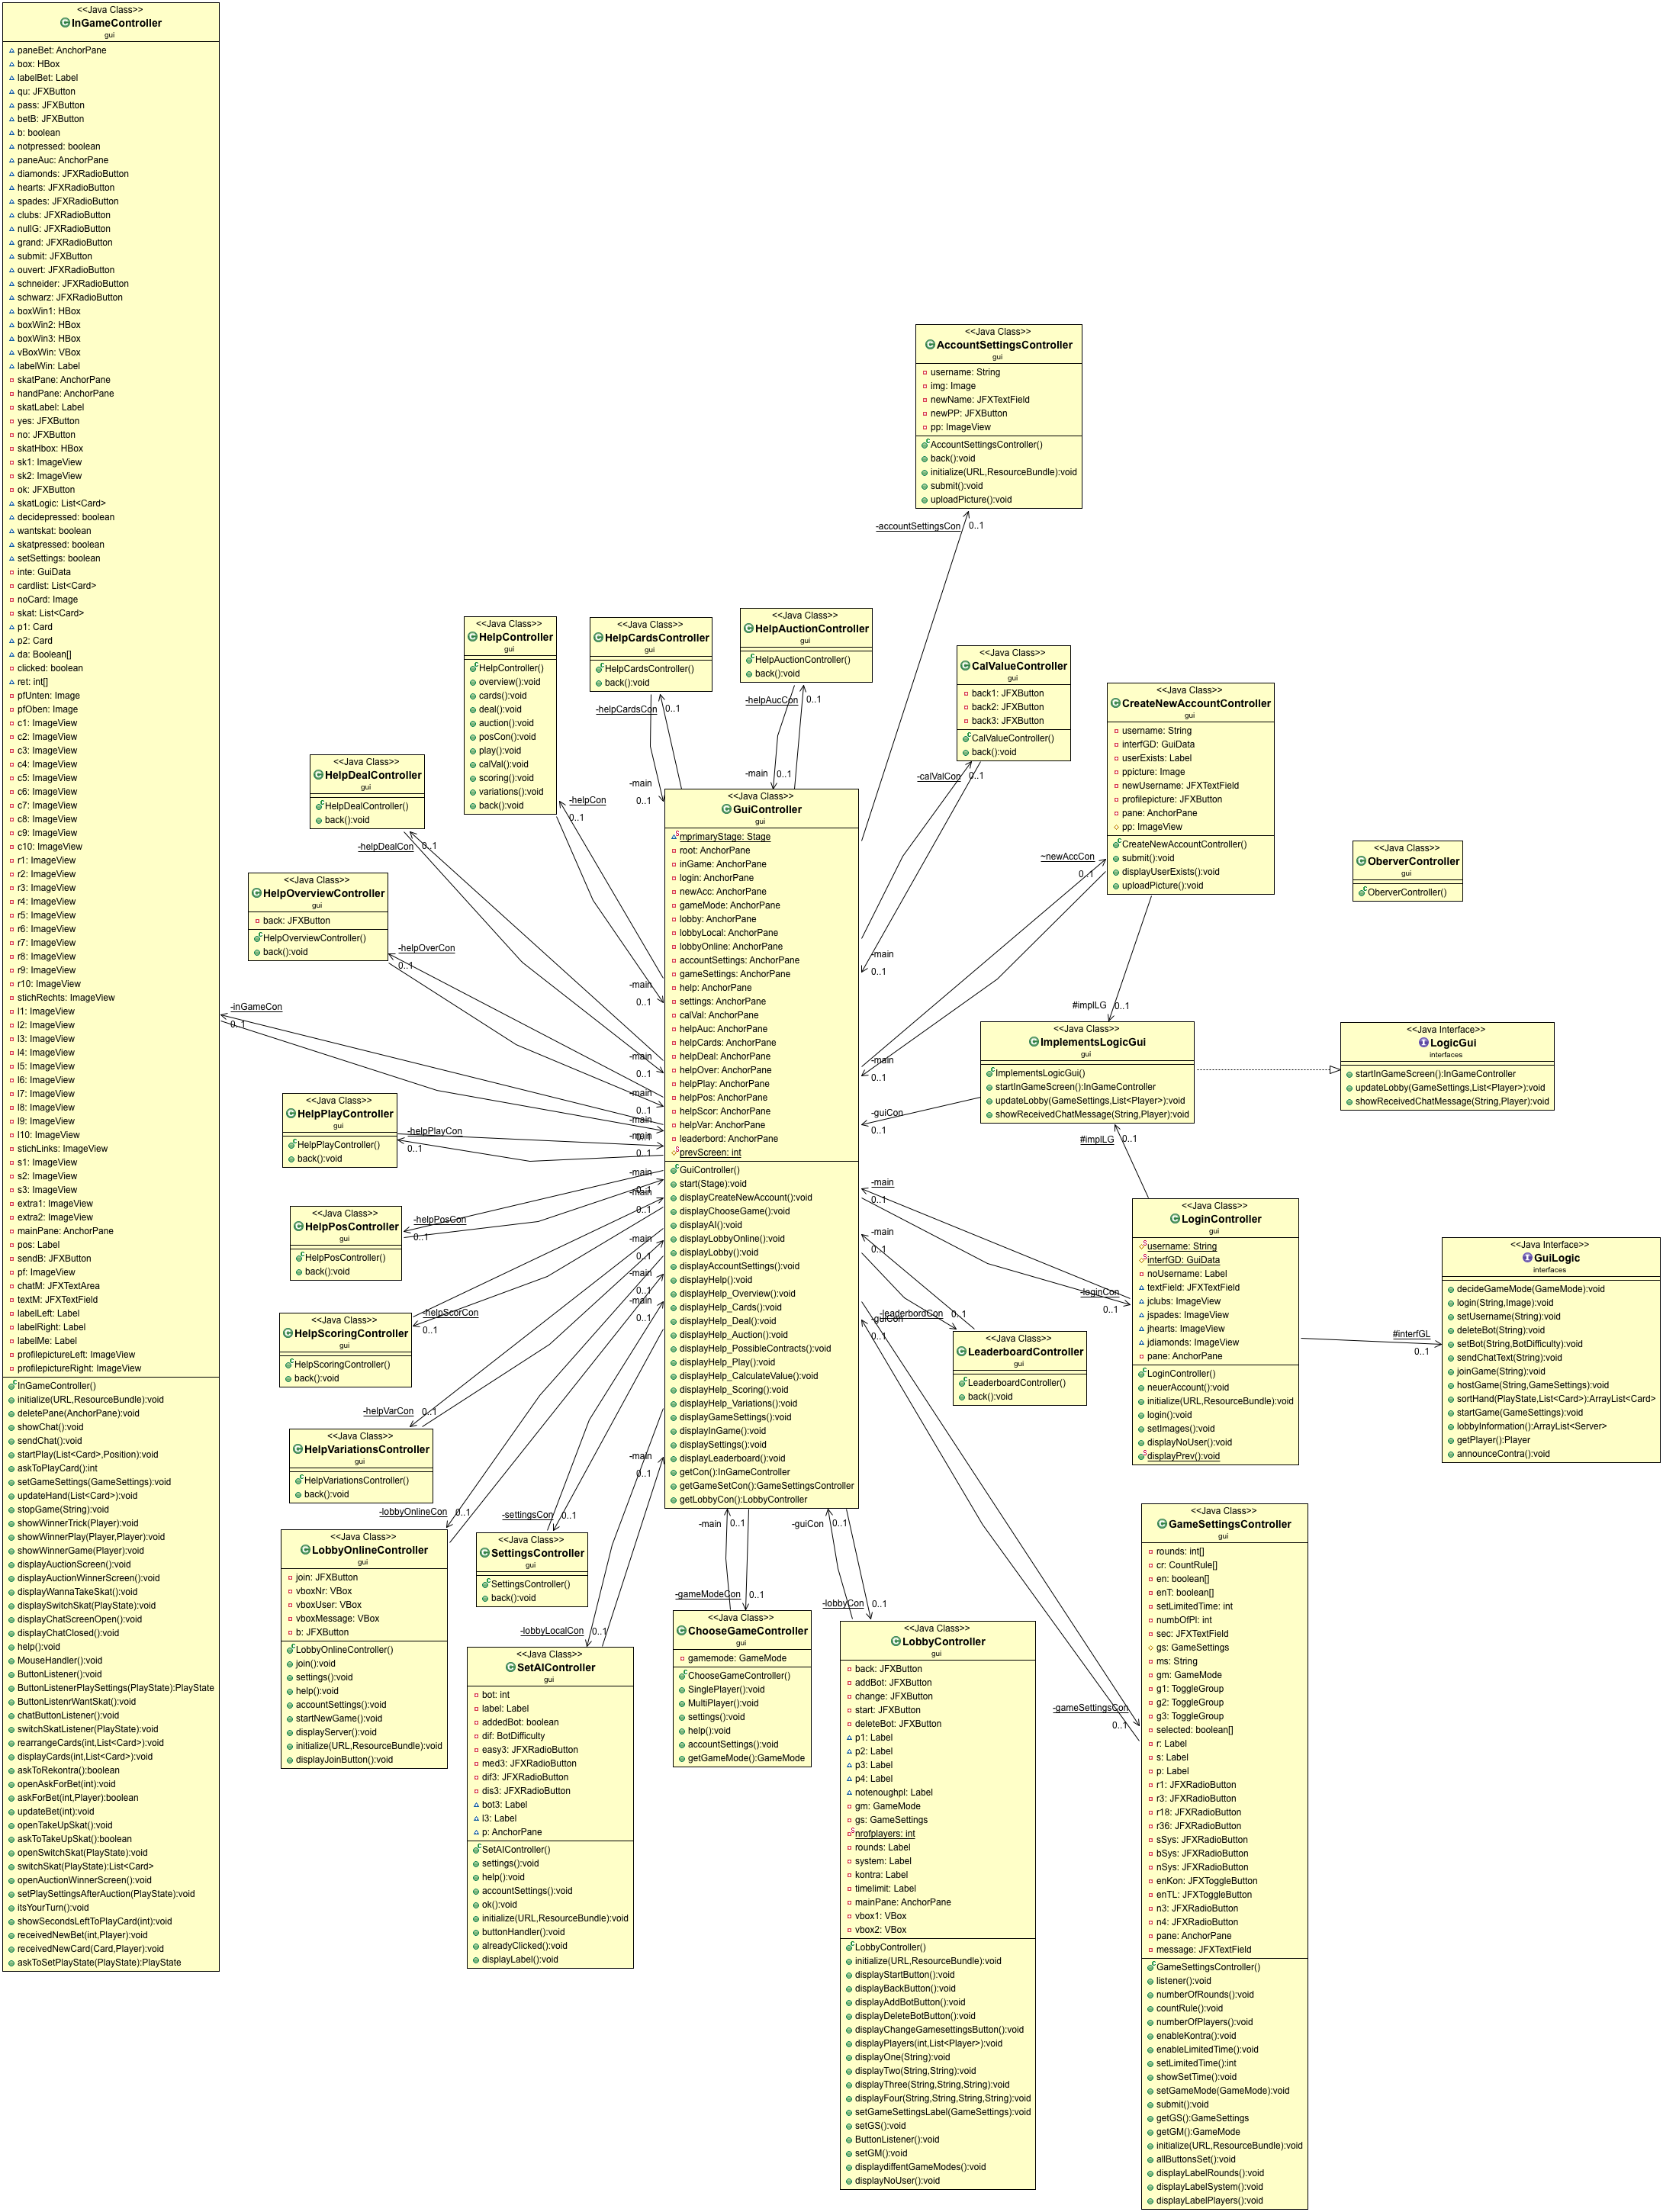 <<Java Class>>
InGameController
gui
paneBet: AnchorPane
box: HBox
labelBet: Label
qu: JFXButton
pass: JFXButton
betB: JFXButton
b: boolean
notpressed: boolean
paneAuc: AnchorPane
diamonds: JFXRadioButton
hearts: JFXRadioButton
spades: JFXRadioButton
clubs: JFXRadioButton
nullG: JFXRadioButton
grand: JFXRadioButton
submit: JFXButton
ouvert: JFXRadioButton
schneider: JFXRadioButton
schwarz: JFXRadioButton
boxWin1: HBox
boxWin2: HBox
boxWin3: HBox
vBoxWin: VBox
labelWin: Label
skatPane: AnchorPane
handPane: AnchorPane
skatLabel: Label
yes: JFXButton
no: JFXButton
skatHbox: HBox
sk1: ImageView
sk2: ImageView
ok: JFXButton
skatLogic: List<Card>
decidepressed: boolean
wantskat: boolean
skatpressed: boolean
setSettings: boolean
inte: GuiData
cardlist: List<Card>
noCard: Image
skat: List<Card>
p1: Card
p2: Card
da: Boolean[]
clicked: boolean
ret: int[]
pfUnten: Image
pfOben: Image
c1: ImageView
c2: ImageView
c3: ImageView
c4: ImageView
c5: ImageView
c6: ImageView
c7: ImageView
c8: ImageView
c9: ImageView
c10: ImageView
r1: ImageView
r2: ImageView
r3: ImageView
r4: ImageView
r5: ImageView
r6: ImageView
r7: ImageView
r8: ImageView
r9: ImageView
r10: ImageView
stichRechts: ImageView
l1: ImageView
l2: ImageView
l3: ImageView
l4: ImageView
l5: ImageView
l6: ImageView
l7: ImageView
l8: ImageView
l9: ImageView
l10: ImageView
stichLinks: ImageView
s1: ImageView
s2: ImageView
s3: ImageView
extra1: ImageView
extra2: ImageView
mainPane: AnchorPane
pos: Label
sendB: JFXButton
pf: ImageView
chatM: JFXTextArea
textM: JFXTextField
labelLeft: Label
labelRight: Label
labelMe: Label
profilepictureLeft: ImageView
profilepictureRight: ImageView
InGameController()
initialize(URL,ResourceBundle):void
deletePane(AnchorPane):void
showChat():void
sendChat():void
startPlay(List<Card>,Position):void
askToPlayCard():int
setGameSettings(GameSettings):void
updateHand(List<Card>):void
stopGame(String):void
showWinnerTrick(Player):void
showWinnerPlay(Player,Player):void
showWinnerGame(Player):void
displayAuctionScreen():void
displayAuctionWinnerScreen():void
displayWannaTakeSkat():void
displaySwitchSkat(PlayState):void
displayChatScreenOpen():void
displayChatClosed():void
help():void
MouseHandler():void
ButtonListener():void
ButtonListenerPlaySettings(PlayState):PlayState
ButtonListenrWantSkat():void
chatButtonListener():void
switchSkatListener(PlayState):void
rearrangeCards(int,List<Card>):void
displayCards(int,List<Card>):void
askToRekontra():boolean
openAskForBet(int):void
askForBet(int,Player):boolean
updateBet(int):void
openTakeUpSkat():void
askToTakeUpSkat():boolean
openSwitchSkat(PlayState):void
switchSkat(PlayState):List<Card>
openAuctionWinnerScreen():void
setPlaySettingsAfterAuction(PlayState):void
itsYourTurn():void
showSecondsLeftToPlayCard(int):void
receivedNewBet(int,Player):void
receivedNewCard(Card,Player):void
askToSetPlayState(PlayState):PlayState
<<Java Class>>
AccountSettingsController
gui
username: String
img: Image
newName: JFXTextField
newPP: JFXButton
pp: ImageView
AccountSettingsController()
back():void
initialize(URL,ResourceBundle):void
submit():void
uploadPicture():void
-accountSettingsCon 0..1
<<Java Class>>
HelpController
gui
HelpController()
overview():void
cards():void
deal():void
auction():void
posCon():void
play():void
calVal():void
scoring():void
variations():void
back():void
-helpCon
0..1
<<Java Class>>
HelpCardsController
gui
HelpCardsController()
back():void
-helpCardsCon 0..1
-main
0..1
<<Java Class>>
HelpAuctionController
gui
HelpAuctionController()
back():void
-helpAucCon 0..1
-main 0..1
<<Java Class>>
CalValueController
gui
back1: JFXButton
back2: JFXButton
back3: JFXButton
CalValueController()
back():void
-calValCon 0..1
-main
0..1
<<Java Class>>
CreateNewAccountController
gui
username: String
interfGD: GuiData
userExists: Label
ppicture: Image
newUsername: JFXTextField
profilepicture: JFXButton
pane: AnchorPane
pp: ImageView
CreateNewAccountController()
submit():void
displayUserExists():void
uploadPicture():void
~newAccCon
0..1
-main
0..1
<<Java Class>>
OberverController
gui
OberverController()
<<Java Class>>
HelpDealController
gui
HelpDealController()
back():void
-helpDealCon 0..1
<<Java Class>>
HelpOverviewController
gui
back: JFXButton
HelpOverviewController()
back():void
-helpOverCon
0..1
-inGameCon
0..1
<<Java Class>>
GuiController
gui
mprimaryStage: Stage
root: AnchorPane
inGame: AnchorPane
login: AnchorPane
newAcc: AnchorPane
gameMode: AnchorPane
lobby: AnchorPane
lobbyLocal: AnchorPane
lobbyOnline: AnchorPane
accountSettings: AnchorPane
gameSettings: AnchorPane
help: AnchorPane
settings: AnchorPane
calVal: AnchorPane
helpAuc: AnchorPane
helpCards: AnchorPane
helpDeal: AnchorPane
helpOver: AnchorPane
helpPlay: AnchorPane
helpPos: AnchorPane
helpScor: AnchorPane
helpVar: AnchorPane
leaderbord: AnchorPane
prevScreen: int
GuiController()
start(Stage):void
displayCreateNewAccount():void
displayChooseGame():void
displayAI():void
displayLobbyOnline():void
displayLobby():void
displayAccountSettings():void
displayHelp():void
displayHelp_Overview():void
displayHelp_Cards():void
displayHelp_Deal():void
displayHelp_Auction():void
displayHelp_PossibleContracts():void
displayHelp_Play():void
displayHelp_CalculateValue():void
displayHelp_Scoring():void
displayHelp_Variations():void
displayGameSettings():void
displayInGame():void
displaySettings():void
displayLeaderboard():void
getCon():InGameController
getGameSetCon():GameSettingsController
getLobbyCon():LobbyController
-main
0..1
-main
0..1
-main
0..1
-main
0..1
-main
0..1
-main
0..1
-main
0..1
-main
0..1
-main
0..1
-main
0..1
-main
0..1
#implLG 0..1
<<Java Class>>
ImplementsLogicGui
gui
ImplementsLogicGui()
startInGameScreen():InGameController
updateLobby(GameSettings,List<Player>):void
showReceivedChatMessage(String,Player):void
-guiCon
0..1
#implLG 0..1
<<Java Interface>>
LogicGui
interfaces
startInGameScreen():InGameController
updateLobby(GameSettings,List<Player>):void
showReceivedChatMessage(String,Player):void
<<Java Class>>
HelpPlayController
gui
HelpPlayController()
back():void
-helpPlayCon
0..1
<<Java Class>>
HelpPosController
gui
HelpPosController()
back():void
-helpPosCon
0..1
<<Java Class>>
HelpScoringController
gui
HelpScoringController()
back():void
-helpScorCon
0..1
<<Java Class>>
HelpVariationsController
gui
HelpVariationsController()
back():void
-helpVarCon 0..1
<<Java Class>>
LoginController
gui
username: String
interfGD: GuiData
noUsername: Label
textField: JFXTextField
jclubs: ImageView
jspades: ImageView
jhearts: ImageView
jdiamonds: ImageView
pane: AnchorPane
LoginController()
neuerAccount():void
initialize(URL,ResourceBundle):void
login():void
setImages():void
displayNoUser():void
displayPrev():void
-main
0..1
-loginCon
0..1
#interfGL
0..1
<<Java Interface>>
GuiLogic
interfaces
decideGameMode(GameMode):void
login(String,Image):void
setUsername(String):void
deleteBot(String):void
setBot(String,BotDifficulty):void
sendChatText(String):void
joinGame(String):void
hostGame(String,GameSettings):void
sortHand(PlayState,List<Card>):ArrayList<Card>
startGame(GameSettings):void
lobbyInformation():ArrayList<Server>
getPlayer():Player
announceContra():void
-main
0..1
-leaderbordCon 0..1
-guiCon
0..1
<<Java Class>>
LeaderboardController
gui
LeaderboardController()
back():void
-lobbyOnlineCon 0..1
<<Java Class>>
LobbyOnlineController
gui
join: JFXButton
vboxNr: VBox
vboxUser: VBox
vboxMessage: VBox
b: JFXButton
LobbyOnlineController()
join():void
settings():void
help():void
accountSettings():void
startNewGame():void
displayServer():void
initialize(URL,ResourceBundle):void
displayJoinButton():void
-settingsCon 0..1
<<Java Class>>
SettingsController
gui
SettingsController()
back():void
-lobbyLocalCon 0..1
<<Java Class>>
SetAIController
gui
bot: int
label: Label
addedBot: boolean
dif: BotDifficulty
easy3: JFXRadioButton
med3: JFXRadioButton
dif3: JFXRadioButton
dis3: JFXRadioButton
bot3: Label
l3: Label
p: AnchorPane
SetAIController()
settings():void
help():void
accountSettings():void
ok():void
initialize(URL,ResourceBundle):void
buttonHandler():void
alreadyClicked():void
displayLabel():void
-main 0..1
-gameModeCon 0..1
<<Java Class>>
ChooseGameController
gui
gamemode: GameMode
ChooseGameController()
SinglePlayer():void
MultiPlayer():void
settings():void
help():void
accountSettings():void
getGameMode():GameMode
-guiCon 0..1
-lobbyCon 0..1
<<Java Class>>
LobbyController
gui
back: JFXButton
addBot: JFXButton
change: JFXButton
start: JFXButton
deleteBot: JFXButton
p1: Label
p2: Label
p3: Label
p4: Label
notenoughpl: Label
gm: GameMode
gs: GameSettings
nrofplayers: int
rounds: Label
system: Label
kontra: Label
timelimit: Label
mainPane: AnchorPane
vbox1: VBox
vbox2: VBox
LobbyController()
initialize(URL,ResourceBundle):void
displayStartButton():void
displayBackButton():void
displayAddBotButton():void
displayDeleteBotButton():void
displayChangeGamesettingsButton():void
displayPlayers(int,List<Player>):void
displayOne(String):void
displayTwo(String,String):void
displayThree(String,String,String):void
displayFour(String,String,String,String):void
setGameSettingsLabel(GameSettings):void
setGS():void
ButtonListener():void
setGM():void
displaydiffentGameModes():void
displayNoUser():void
-gameSettingsCon
0..1
<<Java Class>>
GameSettingsController
gui
rounds: int[]
cr: CountRule[]
en: boolean[]
enT: boolean[]
setLimitedTime: int
numbOfPl: int
sec: JFXTextField
gs: GameSettings
ms: String
gm: GameMode
g1: ToggleGroup
g2: ToggleGroup
g3: ToggleGroup
selected: boolean[]
r: Label
s: Label
p: Label
r1: JFXRadioButton
r3: JFXRadioButton
r18: JFXRadioButton
r36: JFXRadioButton
sSys: JFXRadioButton
bSys: JFXRadioButton
nSys: JFXRadioButton
enKon: JFXToggleButton
enTL: JFXToggleButton
n3: JFXRadioButton
n4: JFXRadioButton
pane: AnchorPane
message: JFXTextField
GameSettingsController()
listener():void
numberOfRounds():void
countRule():void
numberOfPlayers():void
enableKontra():void
enableLimitedTime():void
setLimitedTime():int
showSetTime():void
setGameMode(GameMode):void
submit():void
getGS():GameSettings
getGM():GameMode
initialize(URL,ResourceBundle):void
allButtonsSet():void
displayLabelRounds():void
displayLabelSystem():void
displayLabelPlayers():void